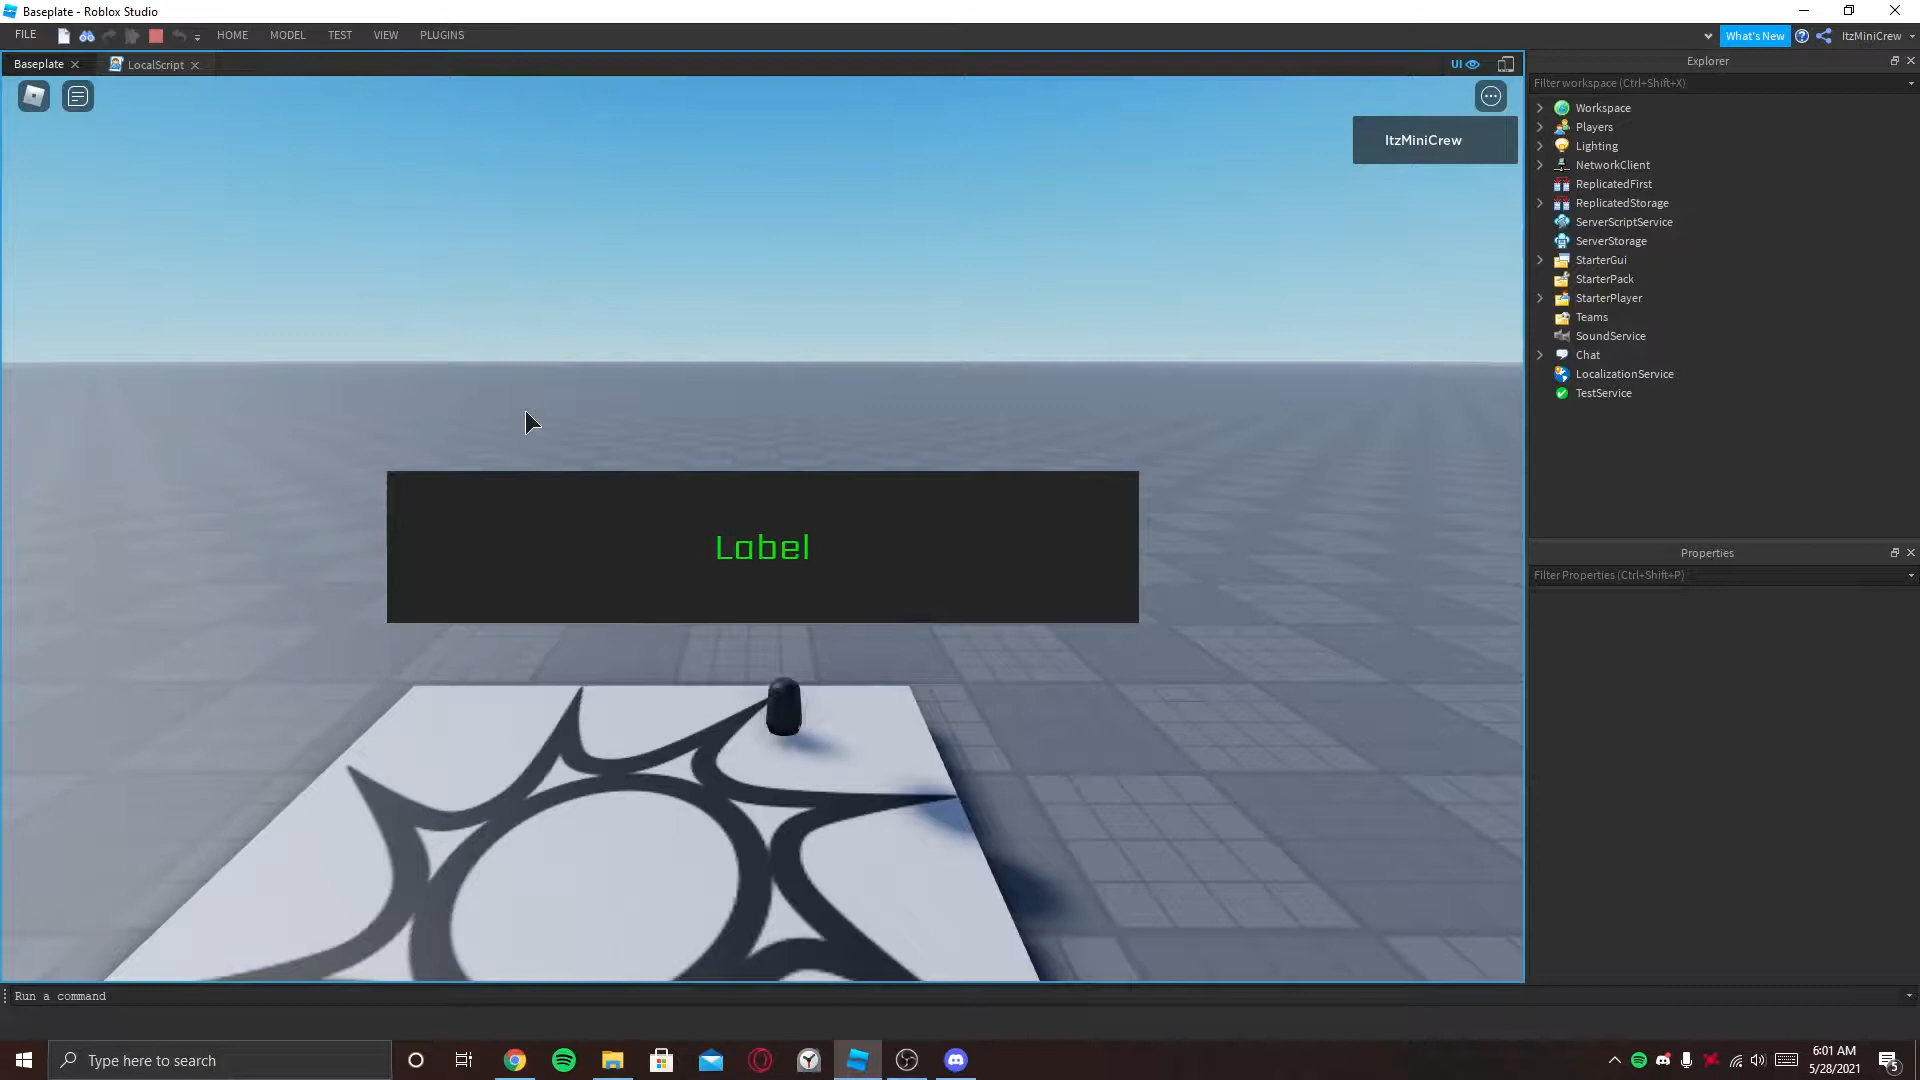 Baseplate - Roblox Studio
FILE
HOME
MODEL
TEST
VIEW
PLUGINS
What's New
ItzMiniCrew
Baseplate
LocalScript
UI
ItzMiniCrew
Label
Explorer
Filter workspace (Ctrl+Shift+X)
Workspace
Players
Lighting
NetworkClient
ReplicatedFirst
ReplicatedStorage
ServerScriptService
ServerStorage
StarterGui
StarterPack
StarterPlayer
Teams
SoundService
Chat
LocalizationService
TestService
Properties
Filter Properties (Ctrl+Shift+P)
Run a command
Type here to search
6:01 AM
5/28/2021
5